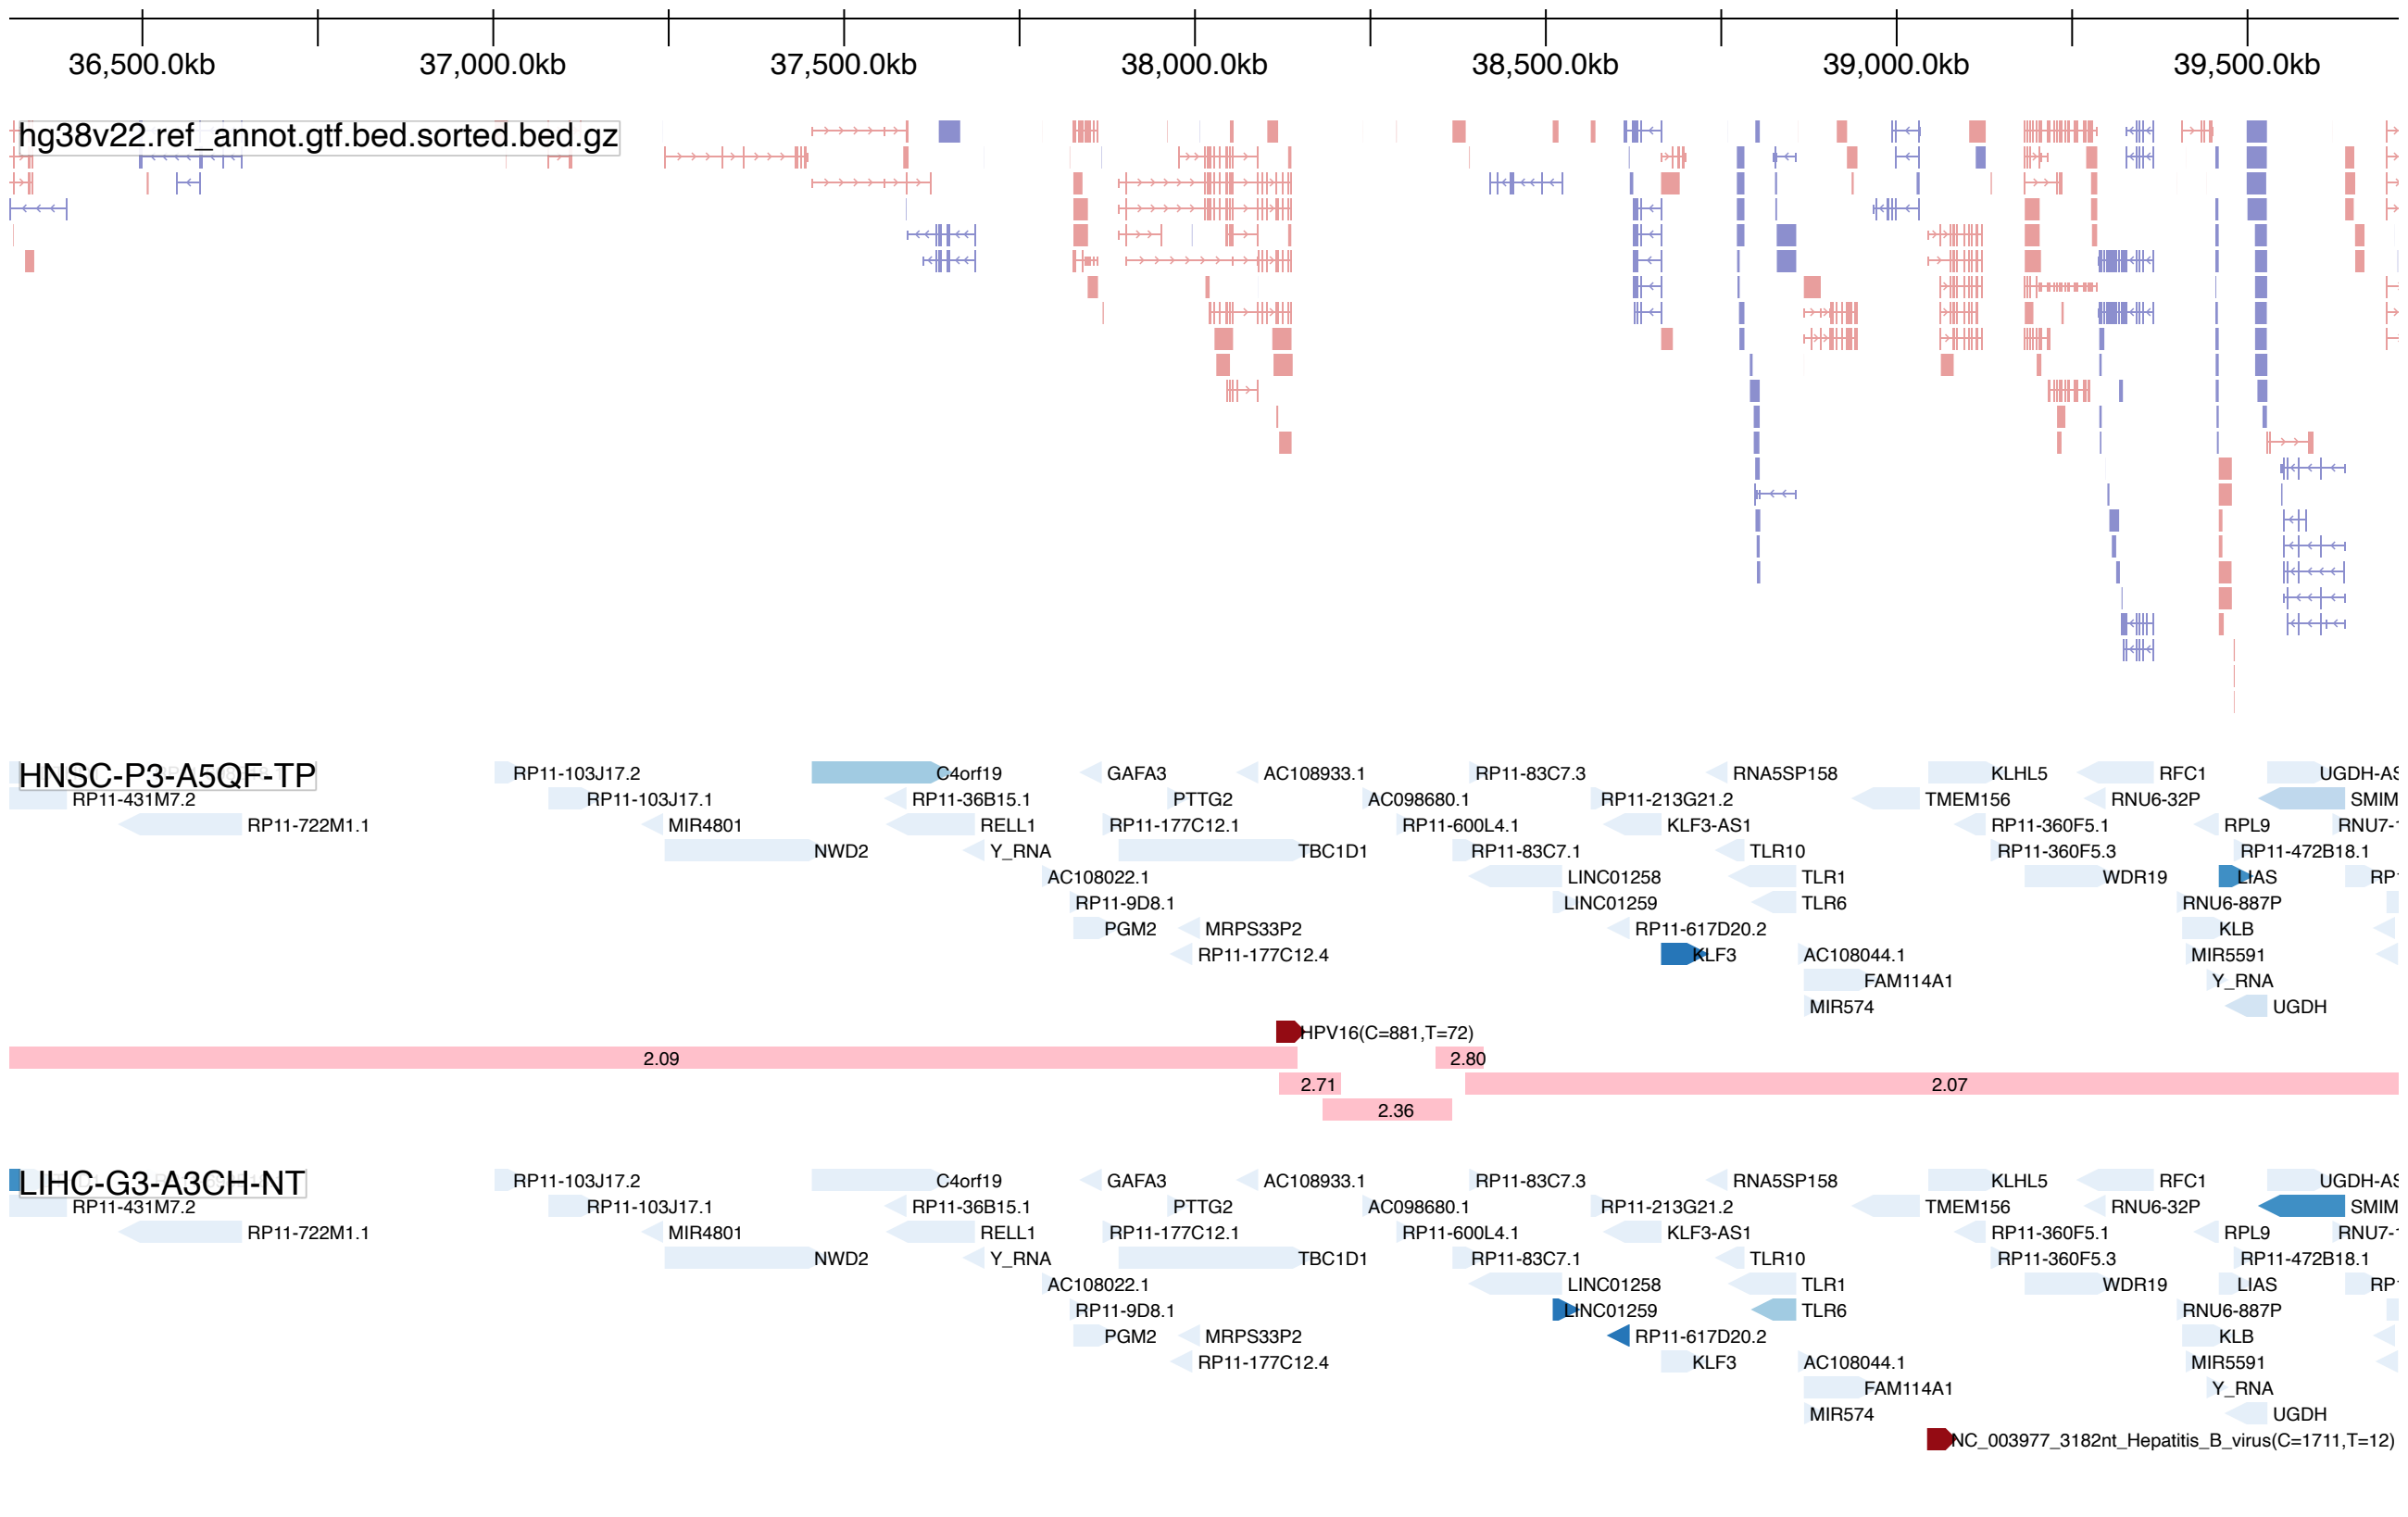 36,500.0kb 37,000.0kb 37,500.0kb 38,000.0kb 38,500.0kb 39,000.0kb 39,500.0kb
hg38v22.ref_annot.gtf.bed.sorted.bed.gz
HNSC-P3-A5QF-TP RP11-103J17.2 C4orf19 GAFA3 AC108933.1 RP11-83C7.3 RNA5SP158 KLHL5 RFC1 UGDH-AS
RP11-431M7.2 RP11-103J17.1 RP11-36B15.1 PTTG2 AC098680.1 RP11-213G21.2 TMEM156 RNU6-32P SMIM
RP11-722M1.1 MIR4801 RELL1 RP11-177C12.1 RP11-600L4.1 KLF3-AS1 RP11-360F5.1 RPL9 RNU7-
NWD2 Y_RNA TBC1D1 RP11-83C7.1 TLR10 RP11-360F5.3 RP11-472B18.1
AC108022.1 LINC01258 TLR1 WDR19 LIAS RP
RP11-9D8.1 LINC01259 TLR6 RNU6-887P
PGM2 MRPS33P2 RP11-617D20.2 KLB
RP11-177C12.4 KLF3 AC108044.1 MIR5591
FAM114A1 Y_RNA
MIR574 UGDH
HPV16(C=881,T=72)
2.09 2.80
2.71 2.07
2.36
LIHC-G3-A3CH-NT RP11-103J17.2 C4orf19 GAFA3 AC108933.1 RP11-83C7.3 RNA5SP158 KLHL5 RFC1 UGDH-AS
RP11-431M7.2 RP11-103J17.1 RP11-36B15.1 PTTG2 AC098680.1 RP11-213G21.2 TMEM156 RNU6-32P SMIM
RP11-722M1.1 MIR4801 RELL1 RP11-177C12.1 RP11-600L4.1 KLF3-AS1 RP11-360F5.1 RPL9 RNU7-
NWD2 Y_RNA TBC1D1 RP11-83C7.1 TLR10 RP11-360F5.3 RP11-472B18.1
AC108022.1 LINC01258 TLR1 WDR19 LIAS RP
RP11-9D8.1 LINC01259 TLR6 RNU6-887P
PGM2 MRPS33P2 RP11-617D20.2 KLB
RP11-177C12.4 KLF3 AC108044.1 MIR5591
FAM114A1 Y_RNA
MIR574 UGDH
NC_003977_3182nt_Hepatitis_B_virus(C=1711,T=12)